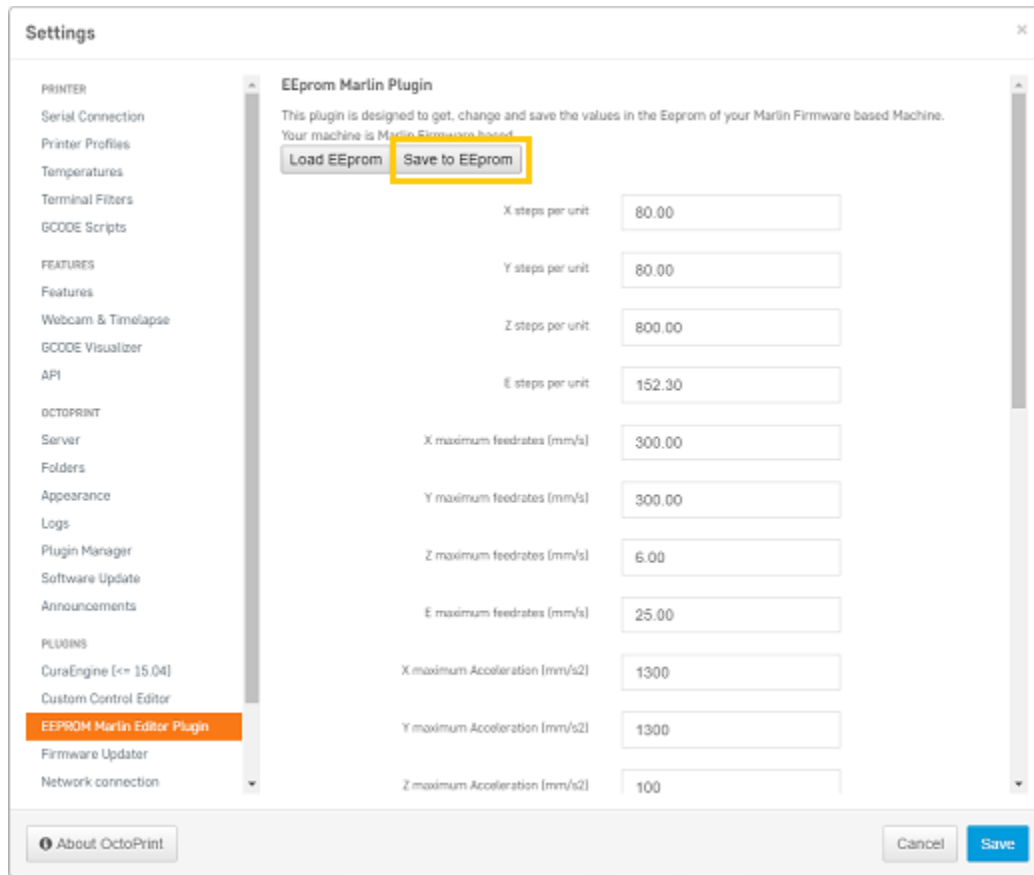 Settings
×
PRINTER
Serial Connection
Printer Profiles
Temperatures
Terminal Filters
GCODE Scripts
FEATURES
Features
Webcam & Timelapse
GCODE Visualizer
API
OCTOPRINT
Server
Folders
Appearance
Logs
Plugin Manager
Software Update
Announcements
PLUGINS
CuraEngine (<= 15.04)
Custom Control Editor
EEPROM Marlin Editor Plugin
Firmware Updater
Network connection
EEprom Marlin Plugin
This plugin is designed to get, change and save the values in the Eeprom of your Marlin Firmware based Machine.
Your machine is Marlin Firmware based
Load EEprom Save to EEprom
X steps per unit 80.00
Y steps per unit 80.00
Z steps per unit 800.00
E steps per unit 152.30
X maximum feedrates (mm/s) 300.00
Y maximum feedrates (mm/s) 300.00
Z maximum feedrates (mm/s) 6.00
E maximum feedrates (mm/s) 25.00
X maximum Acceleration (mm/s2) 1300
Y maximum Acceleration (mm/s2) 1300
Z maximum Acceleration (mm/s2) 100
About OctoPrint
Cancel Save